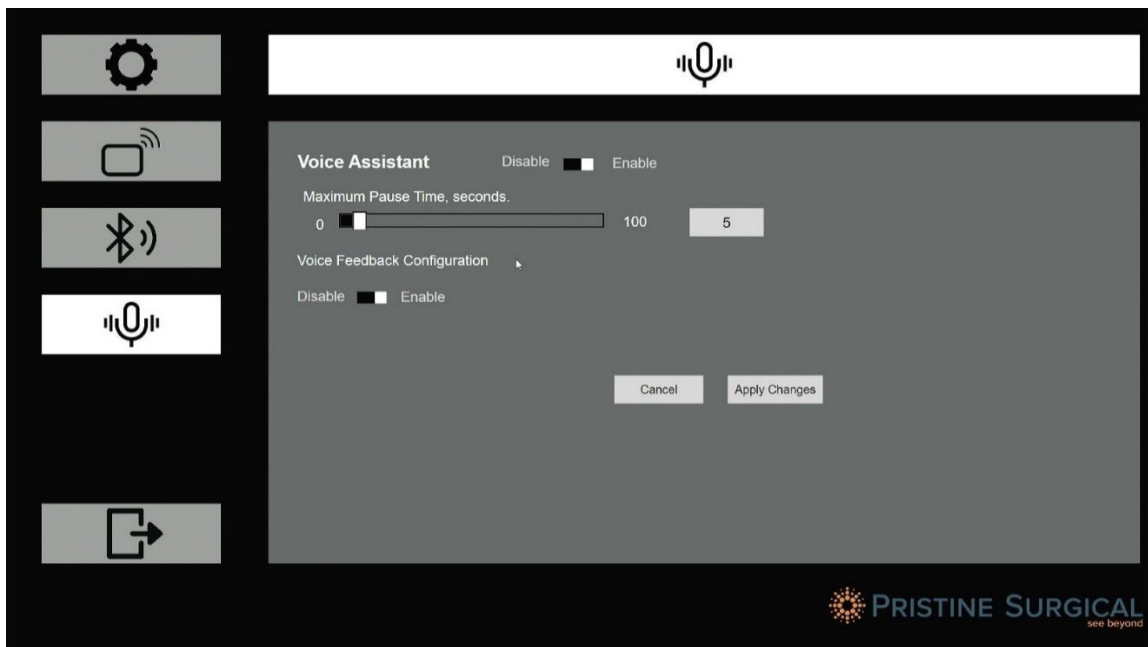 Voice Assistant Disable Enable
Maximum Pause Time, seconds.
0 100 5
Voice Feedback Configuration
Disable Enable
Cancel Apply Changes
PRISTINE SURGICAL
see beyond